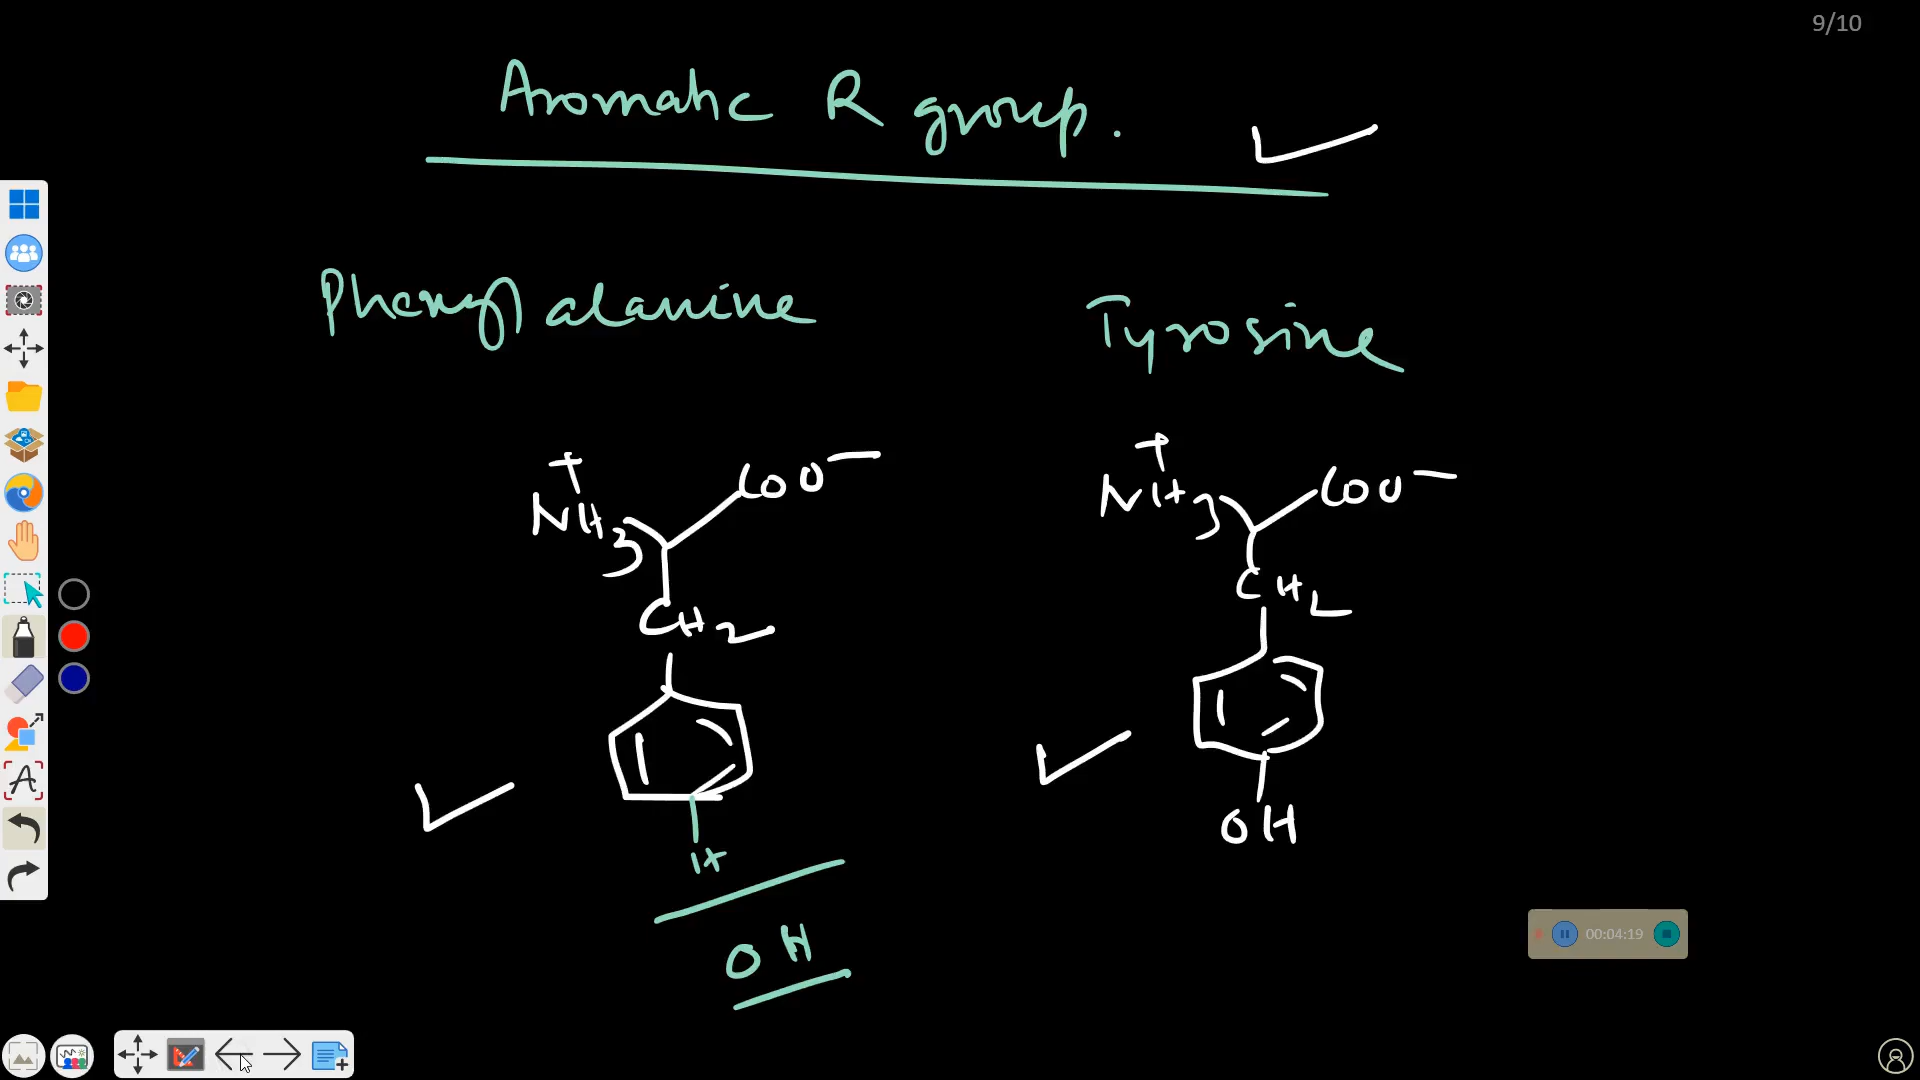 9/10
Aromatic R group.
Phenyl alanine
Tyrosine
+
NH3
COO—
+
NH3
COO—
CH2
CH2
H
OH
OH
00:04:19